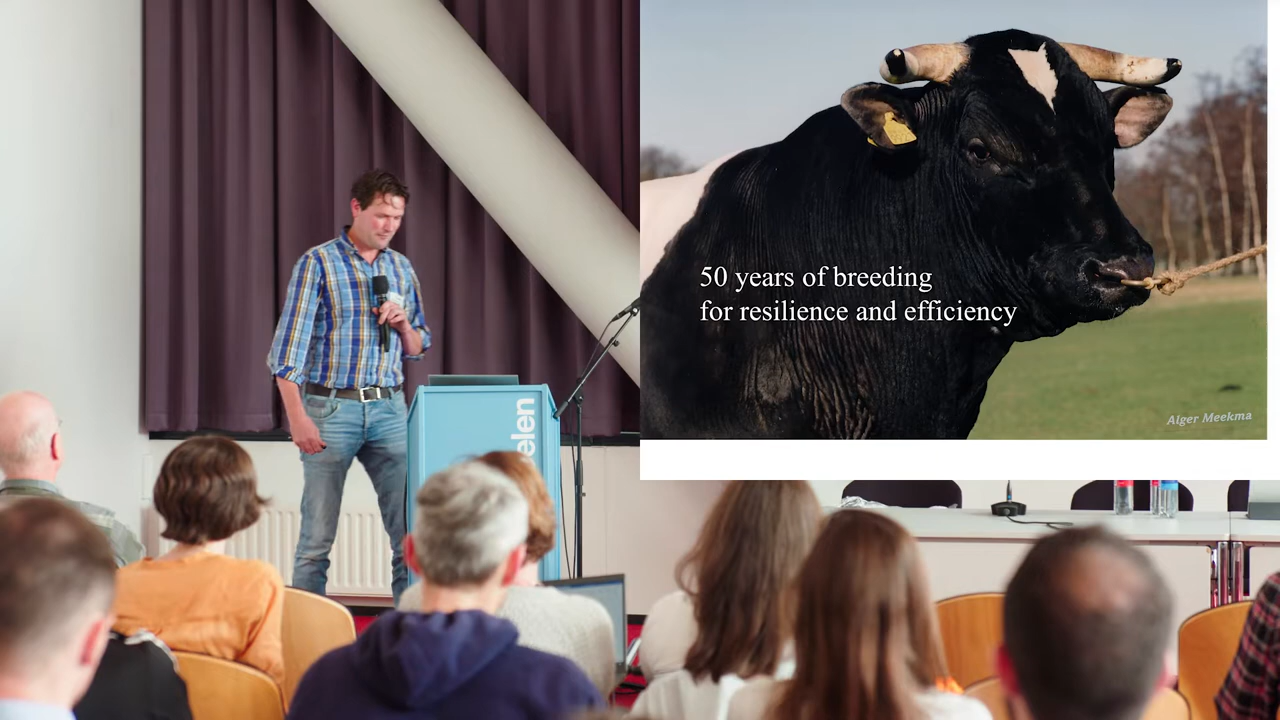 50 years of breeding
for resilience and efficiency
Alger Meekma
elen